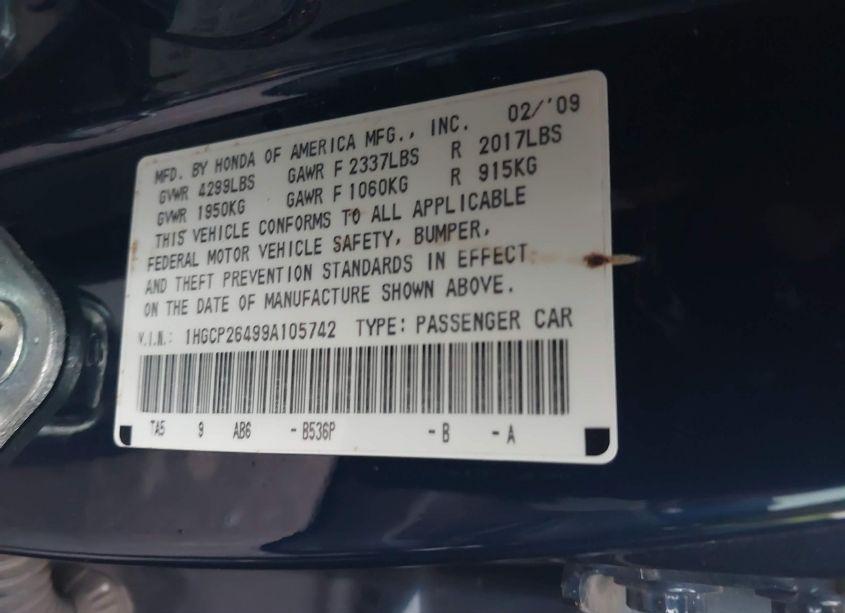 MFD. BY HONDA OF AMERICA MFG., INC. 02/'09
GVWR 4299LBS GAWR F 2337LBS R 2017LBS
GVWR 1950KG GAWR F 1060KG R 915KG
THIS VEHICLE CONFORMS TO ALL APPLICABLE
FEDERAL MOTOR VEHICLE SAFETY, BUMPER,
AND THEFT PREVENTION STANDARDS IN EFFECT
ON THE DATE OF MANUFACTURE SHOWN ABOVE.
V.I.N.: 1HGCP26499A105742 TYPE: PASSENGER CAR
TA5 9 AB6 -B536P -B -A